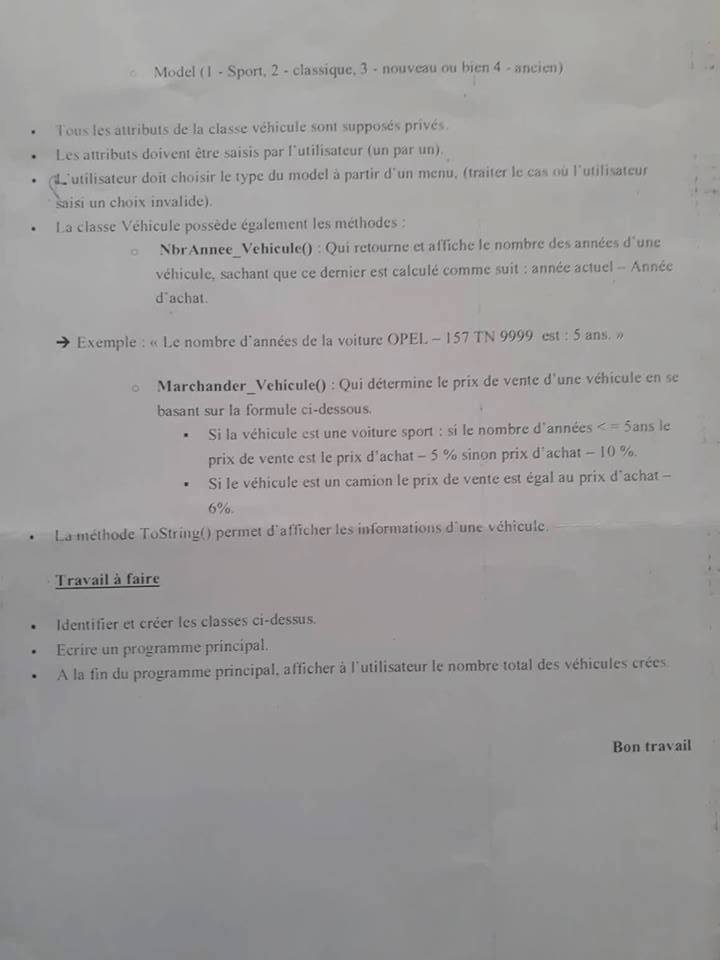 ○ Model (1 - Sport, 2 - classique, 3 - nouveau ou bien 4 - ancien)
• Tous les attributs de la classe véhicule sont supposés privés.
• Les attributs doivent être saisis par l'utilisateur (un par un).
• L'utilisateur doit choisir le type du model à partir d'un menu, (traiter le cas où l'utilisateur
saisi un choix invalide).
• La classe Véhicule possède également les méthodes :
○ NbrAnnee_Vehicule() : Qui retourne et affiche le nombre des années d'une
véhicule, sachant que ce dernier est calculé comme suit : année actuel – Année
d'achat.
➔ Exemple : « Le nombre d'années de la voiture OPEL – 157 TN 9999 est : 5 ans. »
○ Marchander_Vehicule() : Qui détermine le prix de vente d'une véhicule en se
basant sur la formule ci-dessous.
▪ Si la véhicule est une voiture sport : si le nombre d'années < = 5ans le
prix de vente est le prix d'achat – 5 % sinon prix d'achat – 10 %.
▪ Si le véhicule est un camion le prix de vente est égal au prix d'achat –
6%.
• La méthode ToString() permet d'afficher les informations d'une véhicule.
Travail à faire
• Identifier et créer les classes ci-dessus.
• Ecrire un programme principal.
• A la fin du programme principal, afficher à l'utilisateur le nombre total des véhicules crées.
Bon travail